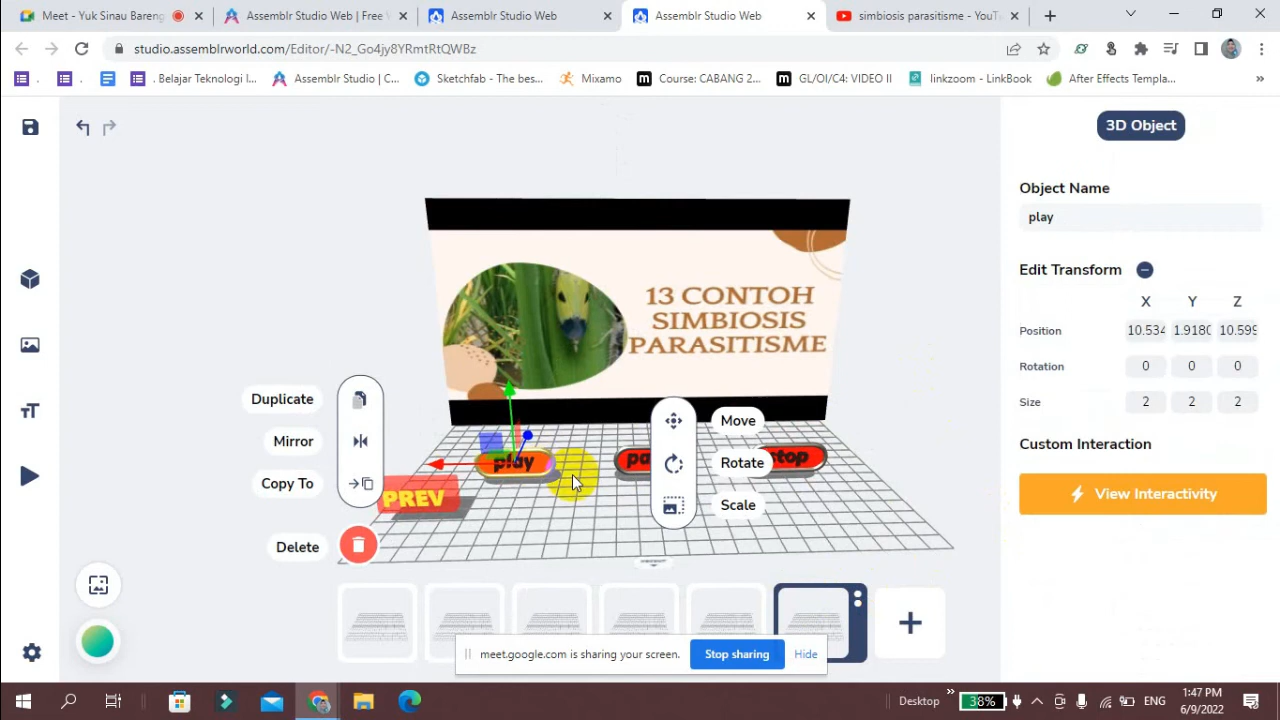 Meet - Yuk Sinau Bareng
Assemblr Studio Web | Free
Assemblr Studio Web
Assemblr Studio Web
simbiosis parasitisme - YouT
studio.assemblrworld.com/Editor/-N2_Go4jy8YRmtRtQWBz
Belajar Teknologi I...
Assemblr Studio | C...
Sketchfab - The bes...
Mixamo
Course: CABLNG 2...
GL/OI/C4: VIDEO II
linkzoom — LinkBook
After Effects Templa...
3D Object
Object Name
play
Edit Transform
X Y Z
Position 10.534 1.9180 10.599
Rotation 0 0 0
Size 2 2 2
Custom Interaction
View Interactivity
13 CONTOH
SIMBIOSIS
PARASITISME
Duplicate
Mirror
Copy To
Delete
Move
Rotate
Scale
play
pa
stop
PREV
meet.google.com is sharing your screen.
Stop sharing
Hide
Desktop
38%
ENG
1:47 PM
6/9/2022